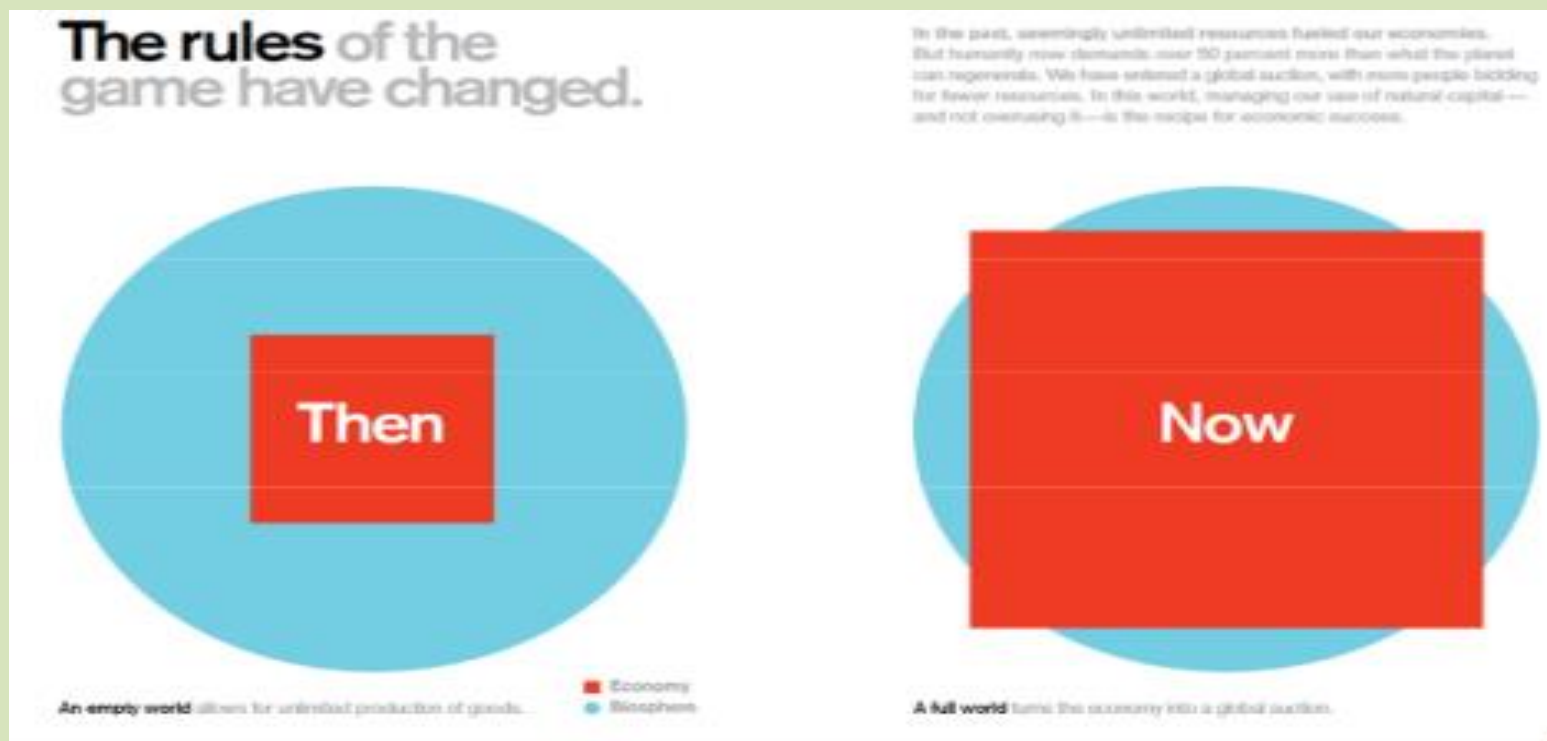 The rules of the
game have changed.
In the past, seemingly unlimited resources fueled our economies.
But humanity now demands over 50 percent more than what the planet
can regenerate. We have entered a global auction, with more people bidding
for fewer resources. In this world, managing our use of natural capital—
and not overusing it—is the recipe for economic success.
Then
Now
Economy
Biosphere
An empty world allows for unlimited production of goods.
A full world turns the economy into a global auction.